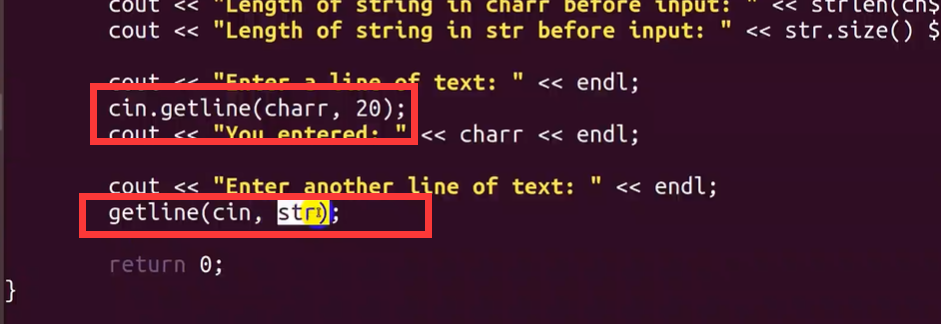 cout << "Length of string in charr before input: " << strlen(ch$
cout << "Length of string in str before input: " << str.size() $
cout << "Enter a line of text: " << endl;
cin.getline(charr, 20);
cout << "You entered: " << charr << endl;
cout << "Enter another line of text: " << endl;
getline(cin, str);
return 0;
}